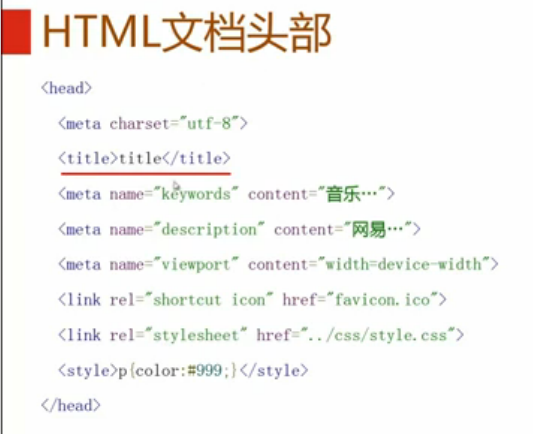 HTML文档头部
<head>
<meta charset="utf-8">
<title>title</title>
<meta name="keywords" content="音乐…">
<meta name="description" content="网易…">
<meta name="viewport" content="width=device-width">
<link rel="shortcut icon" href="favicon.ico">
<link rel="stylesheet" href="../css/style.css">
<style>p{color:#999;}</style>
</head>